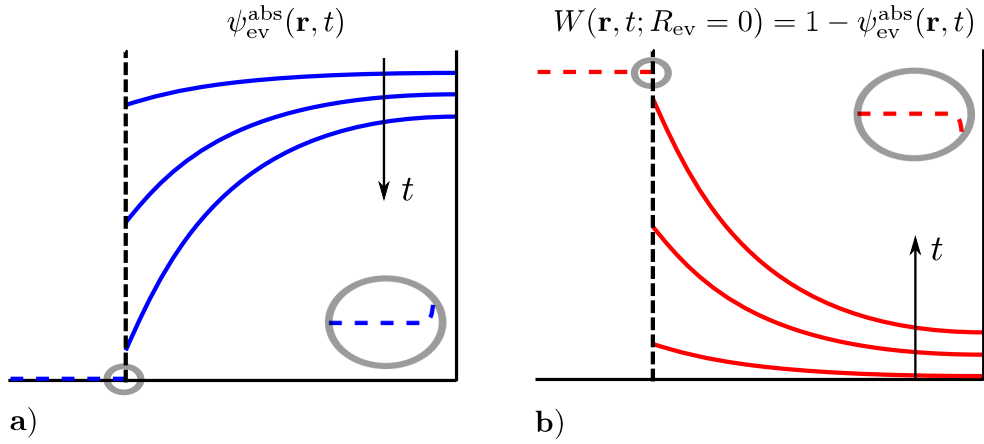 ψ_ev^abs(r, t)
W(r, t; R_ev = 0) = 1 − ψ_ev^abs(r, t)
t
t
a)
b)